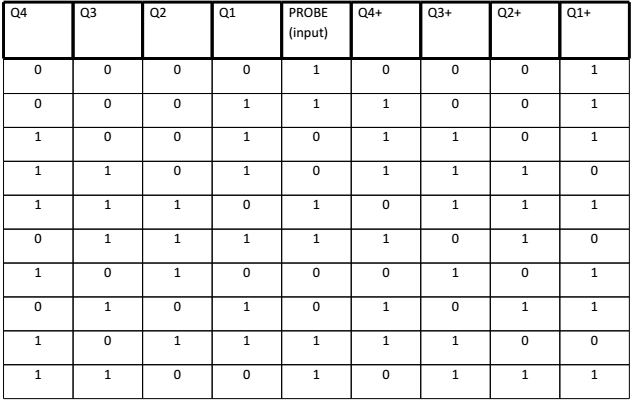 Q4 Q3 Q2 Q1 PROBE (input) Q4+ Q3+ Q2+ Q1+
0 0 0 0 1 0 0 0 1
0 0 0 1 1 1 0 0 1
1 0 0 1 0 1 1 0 1
1 1 0 1 0 1 1 1 0
1 1 1 0 1 0 1 1 1
0 1 1 1 1 1 0 1 0
1 0 1 0 0 0 1 0 1
0 1 0 1 0 1 0 1 1
1 0 1 1 1 1 1 0 0
1 1 0 0 1 0 1 1 1